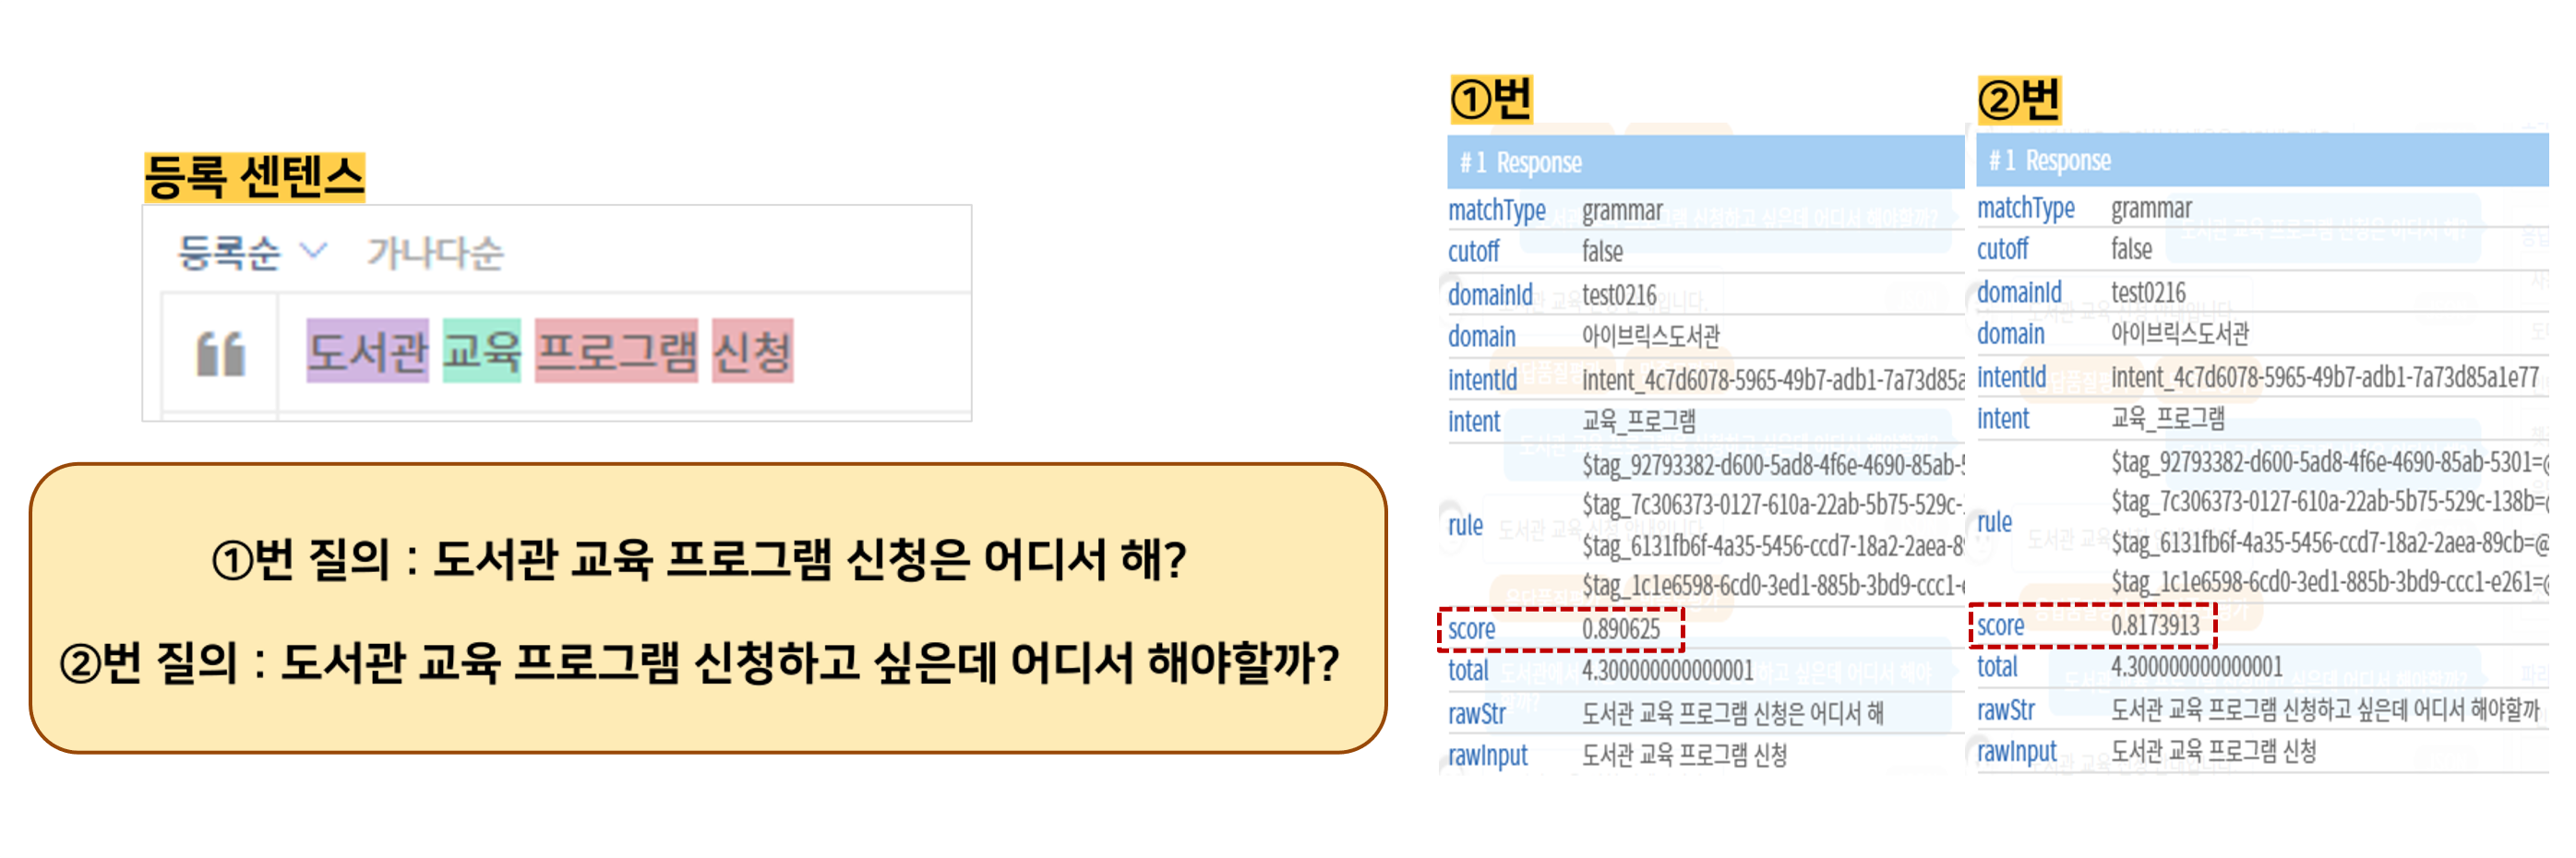 등록 센텐스
등록순 가나다순
도서관 교육 프로그램 신청
①번 질의 : 도서관 교육 프로그램 신청은 어디서 해?
②번 질의 : 도서관 교육 프로그램 신청하고 싶은데 어디서 해야할까?
①번
# 1 Response
matchType grammar
cutoff false
domainId test0216
domain 아이브릭스도서관
intentId intent_4c7d6078-5965-49b7-adb1-7a73d85a
intent 교육_프로그램
$tag_92793382-d600-5ad8-4f6e-4690-85ab-5
$tag_7c306373-0127-610a-22ab-5b75-529c-
rule
$tag_6131fb6f-4a35-5456-ccd7-18a2-2aea-8
$tag_1c1e6598-6cd0-3ed1-885b-3bd9-ccc1-
score 0.890625
total 4.300000000000001
rawStr 도서관 교육 프로그램 신청은 어디서 해
rawInput 도서관 교육 프로그램 신청
②번
# 1 Response
matchType grammar
cutoff false
domainId test0216
domain 아이브릭스도서관
intentId intent_4c7d6078-5965-49b7-adb1-7a73d85a1e77
intent 교육_프로그램
$tag_92793382-d600-5ad8-4f6e-4690-85ab-5301=@
$tag_7c306373-0127-610a-22ab-5b75-529c-138b=
rule
$tag_6131fb6f-4a35-5456-ccd7-18a2-2aea-89cb=@
$tag_1c1e6598-6cd0-3ed1-885b-3bd9-ccc1-e261=@
score 0.8173913
total 4.300000000000001
rawStr 도서관 교육 프로그램 신청하고 싶은데 어디서 해야할까
rawInput 도서관 교육 프로그램 신청